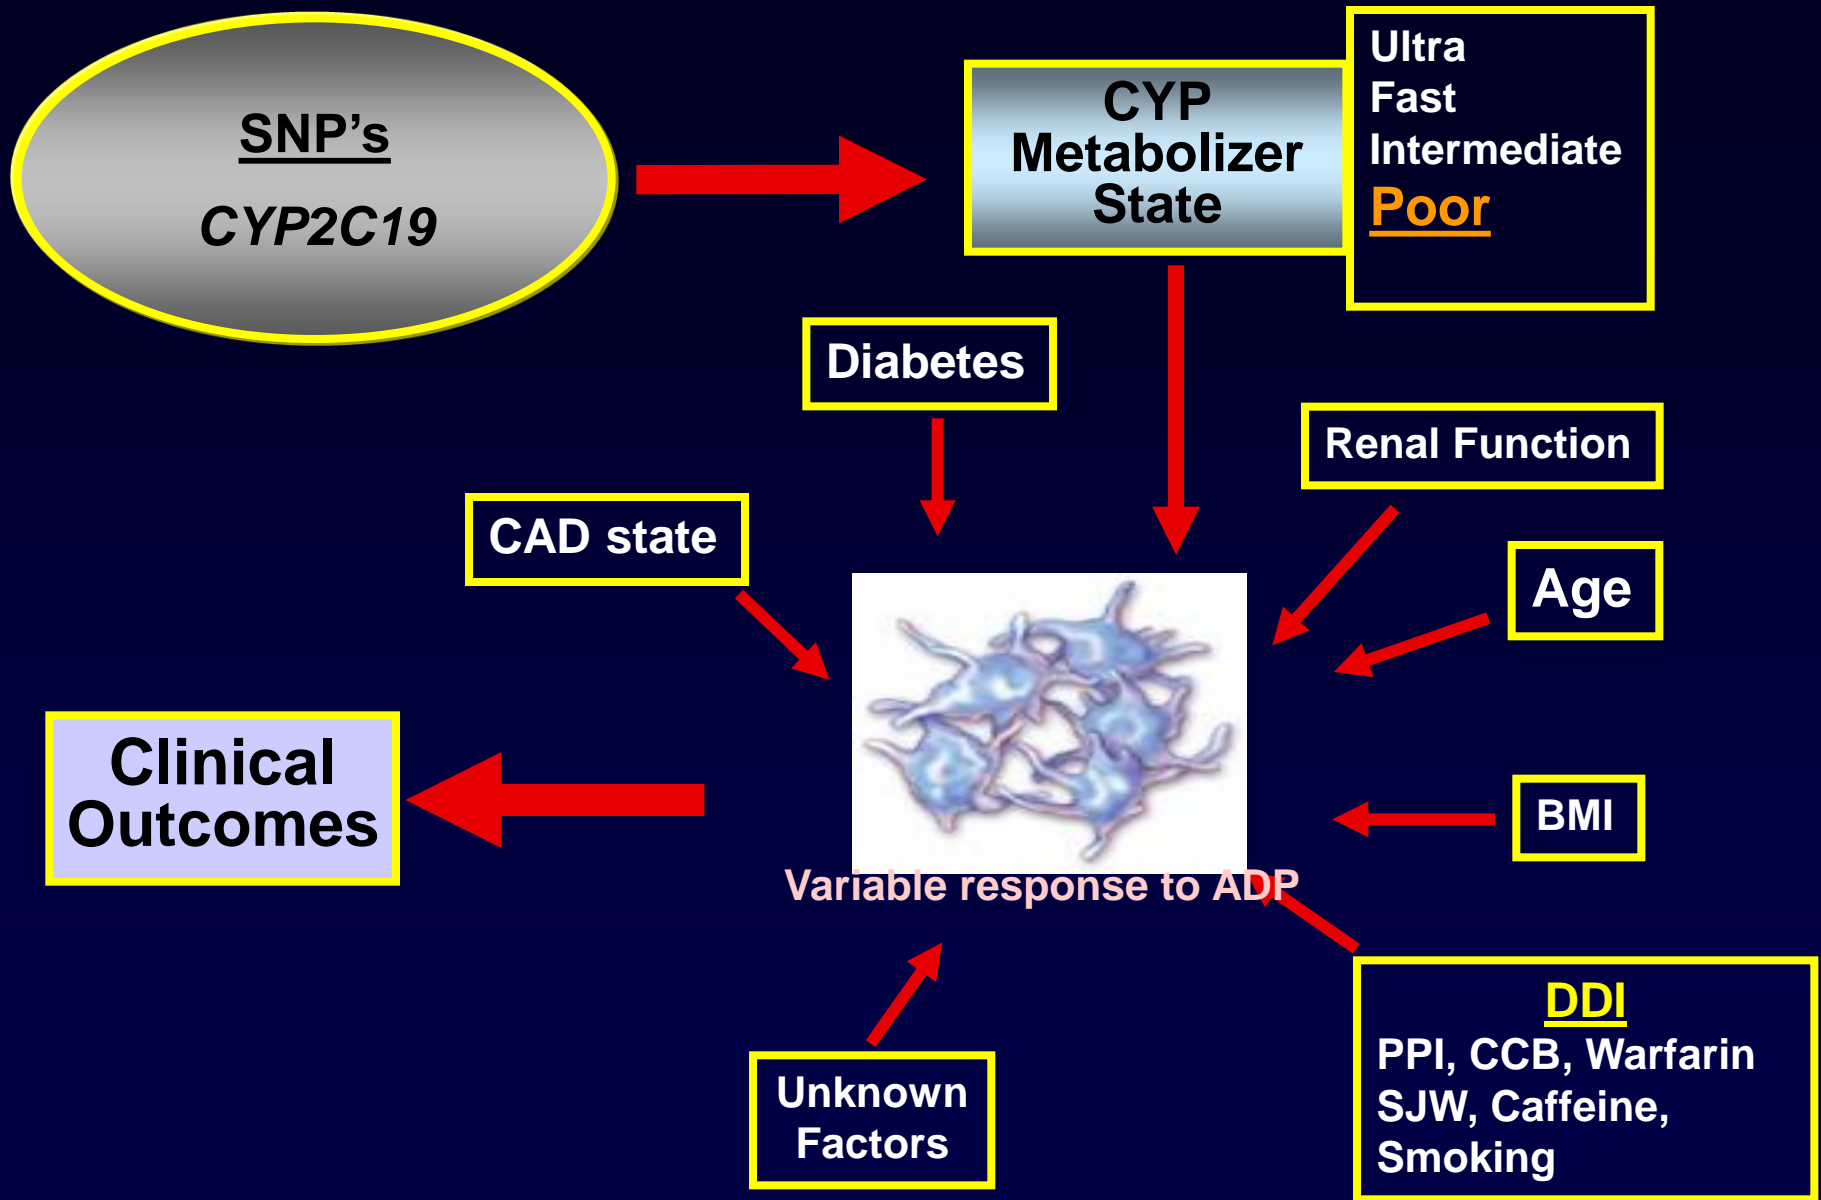 SNP's
CYP2C19
CYP
Metabolizer
State
Ultra
Fast
Intermediate
Poor
Diabetes
Renal Function
CAD state
Age
Clinical
Outcomes
BMI
Variable response to ADP
DDI
PPI, CCB, Warfarin
SJW, Caffeine,
Smoking
Unknown
Factors